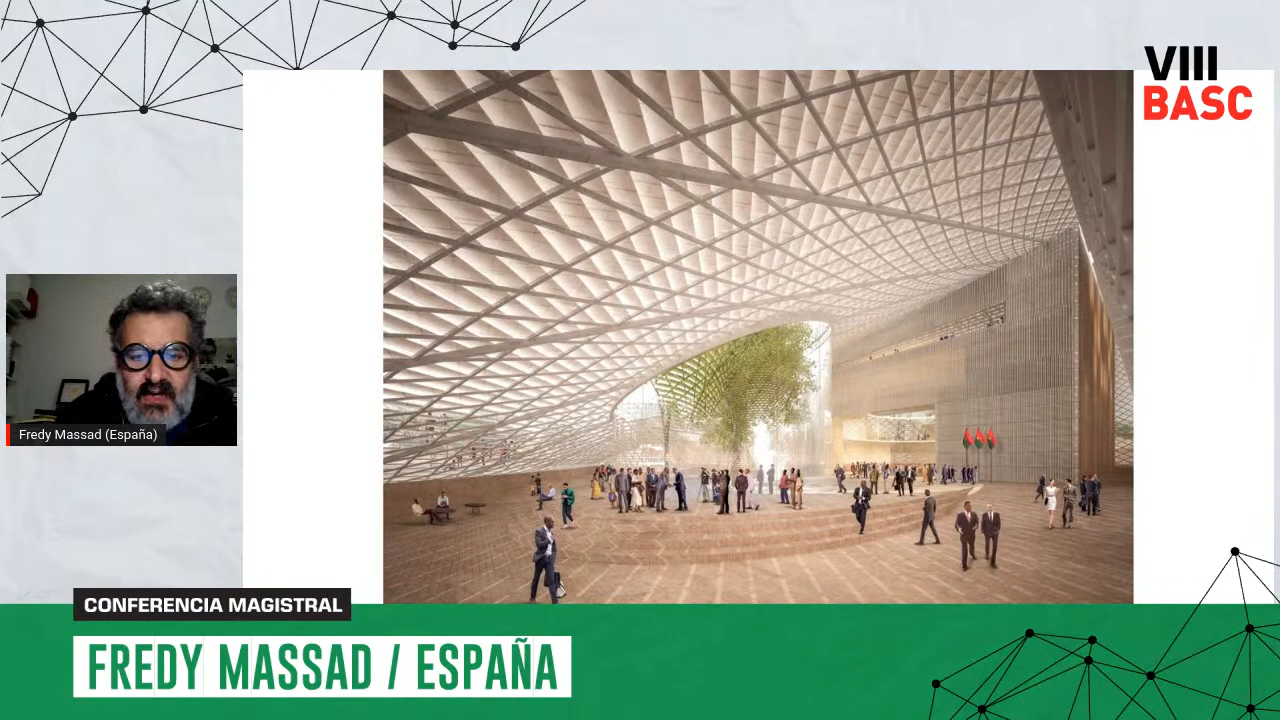 VIII
BASC
Fredy Massad (España)
CONFERENCIA MAGISTRAL
FREDY MASSAD / ESPAÑA